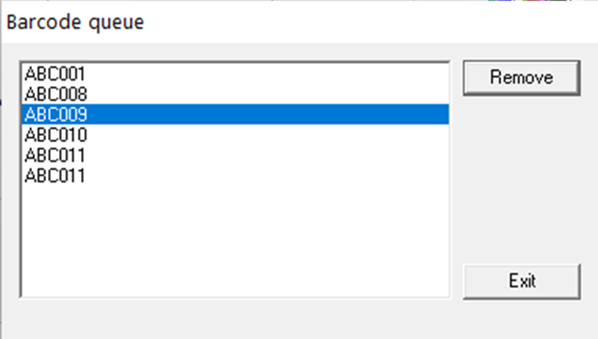 Barcode queue
ABC001
Remove
ABC008
ABC009
ABC010
ABC011
ABC011
Exit